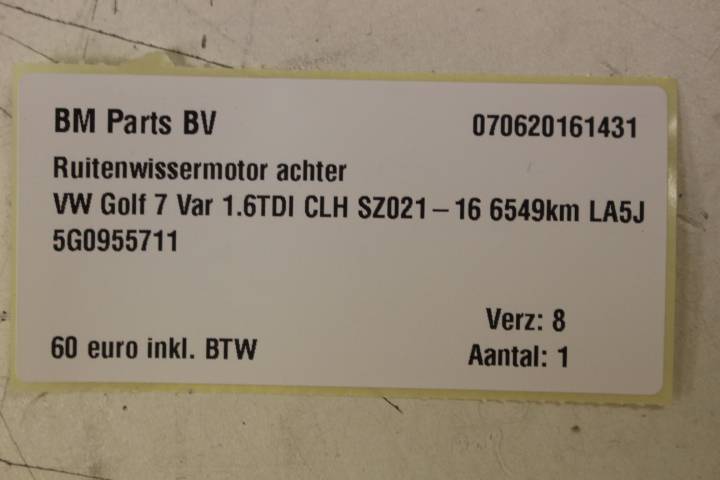 BM Parts BV 070620161431
Ruitenwissermotor achter
VW Golf 7 Var 1.6TDI CLH SZ021 – 16 6549km LA5J
5G0955711
Verz: 8
60 euro inkl. BTW Aantal: 1